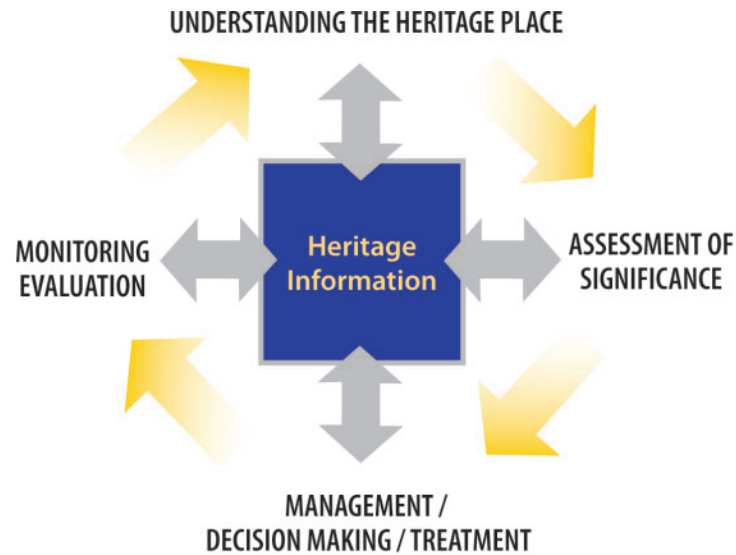 UNDERSTANDING THE HERITAGE PLACE
MONITORING
EVALUATION
Heritage
Information
ASSESSMENT OF
SIGNIFICANCE
MANAGEMENT /
DECISION MAKING / TREATMENT